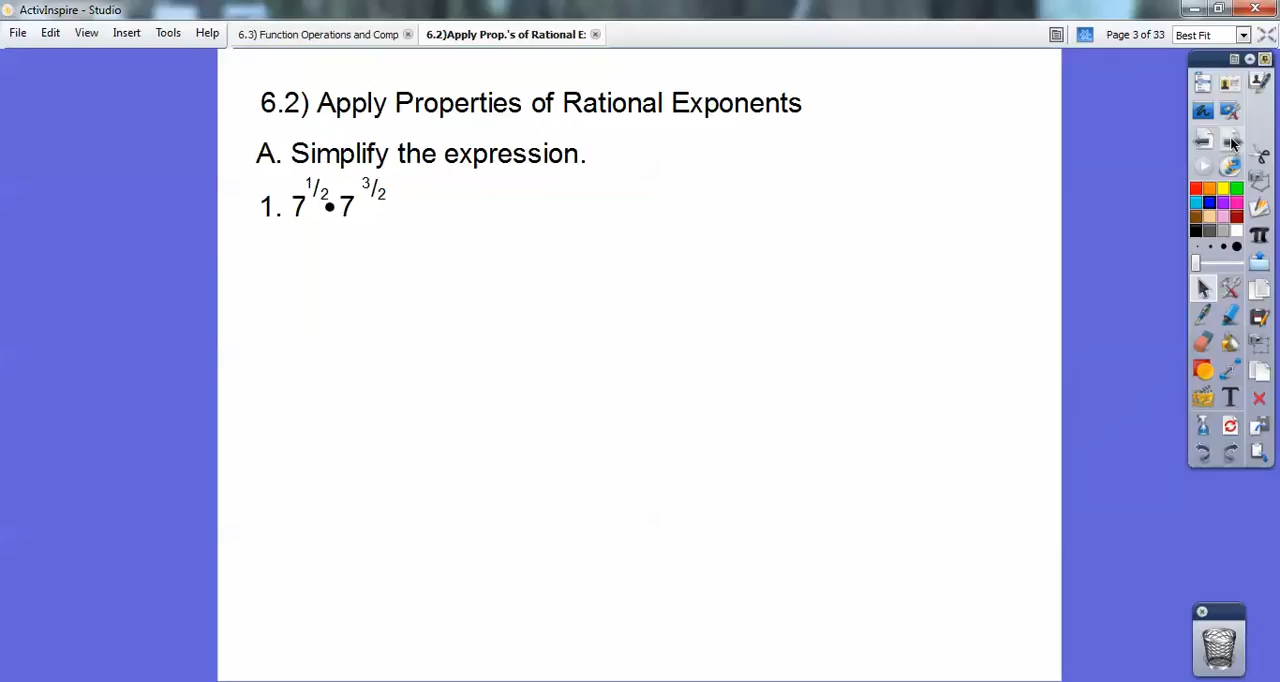 ActivInspire - Studio
File Edit View Insert Tools Help
6.3) Function Operations and Comp
6.2)Apply Prop.'s of Rational E:
Page 3 of 33
Best Fit
6.2) Apply Properties of Rational Exponents
A. Simplify the expression.
1. 7^1/2 • 7^3/2